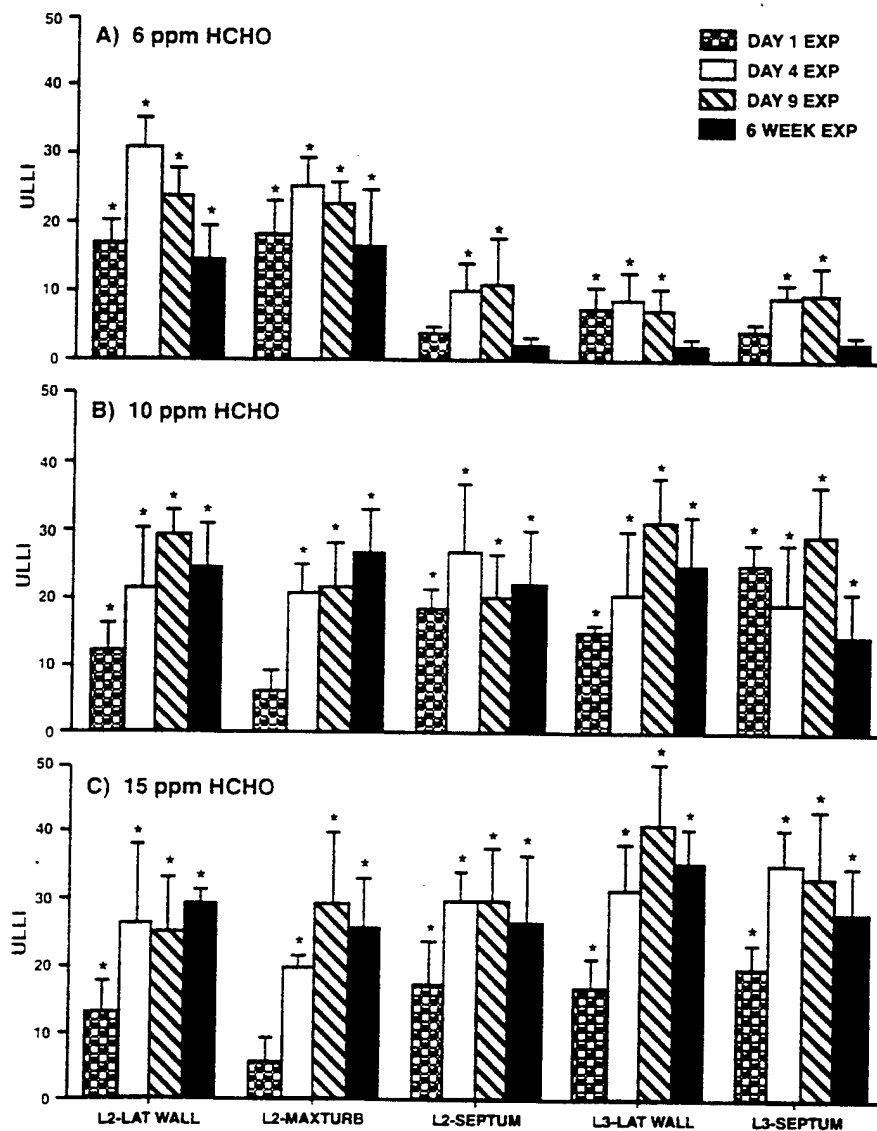 50
A) 6 ppm HCHO
40
30
20
10
0
ULLI
DAY 1 EXP
DAY 4 EXP
DAY 9 EXP
6 WEEK EXP
* * * * * * * * * * * * * * * *
50
B) 10 ppm HCHO
40
30
20
10
0
ULLI
* * * * * * * * * * * * * * * * * * *
50
C) 15 ppm HCHO
40
30
20
10
0
ULLI
* * * * * * * * * * * * * * * * * * *
L2-LAT WALL L2-MAXTURB L2-SEPTUM L3-LAT WALL L3-SEPTUM